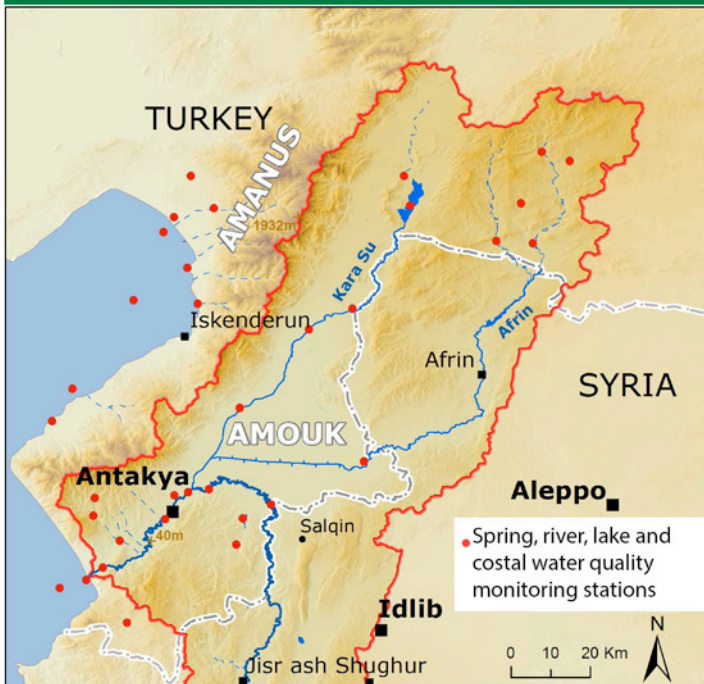 TURKEY
AMANUS
1932m
Kara Su
Iskenderun
Afrin
Afrin
SYRIA
AMOUK
Antakya
Aleppo
40m
Salqin
Spring, river, lake and
costal water quality
monitoring stations
Idlib
N
Jisr ash Shughur
0 10 20 Km